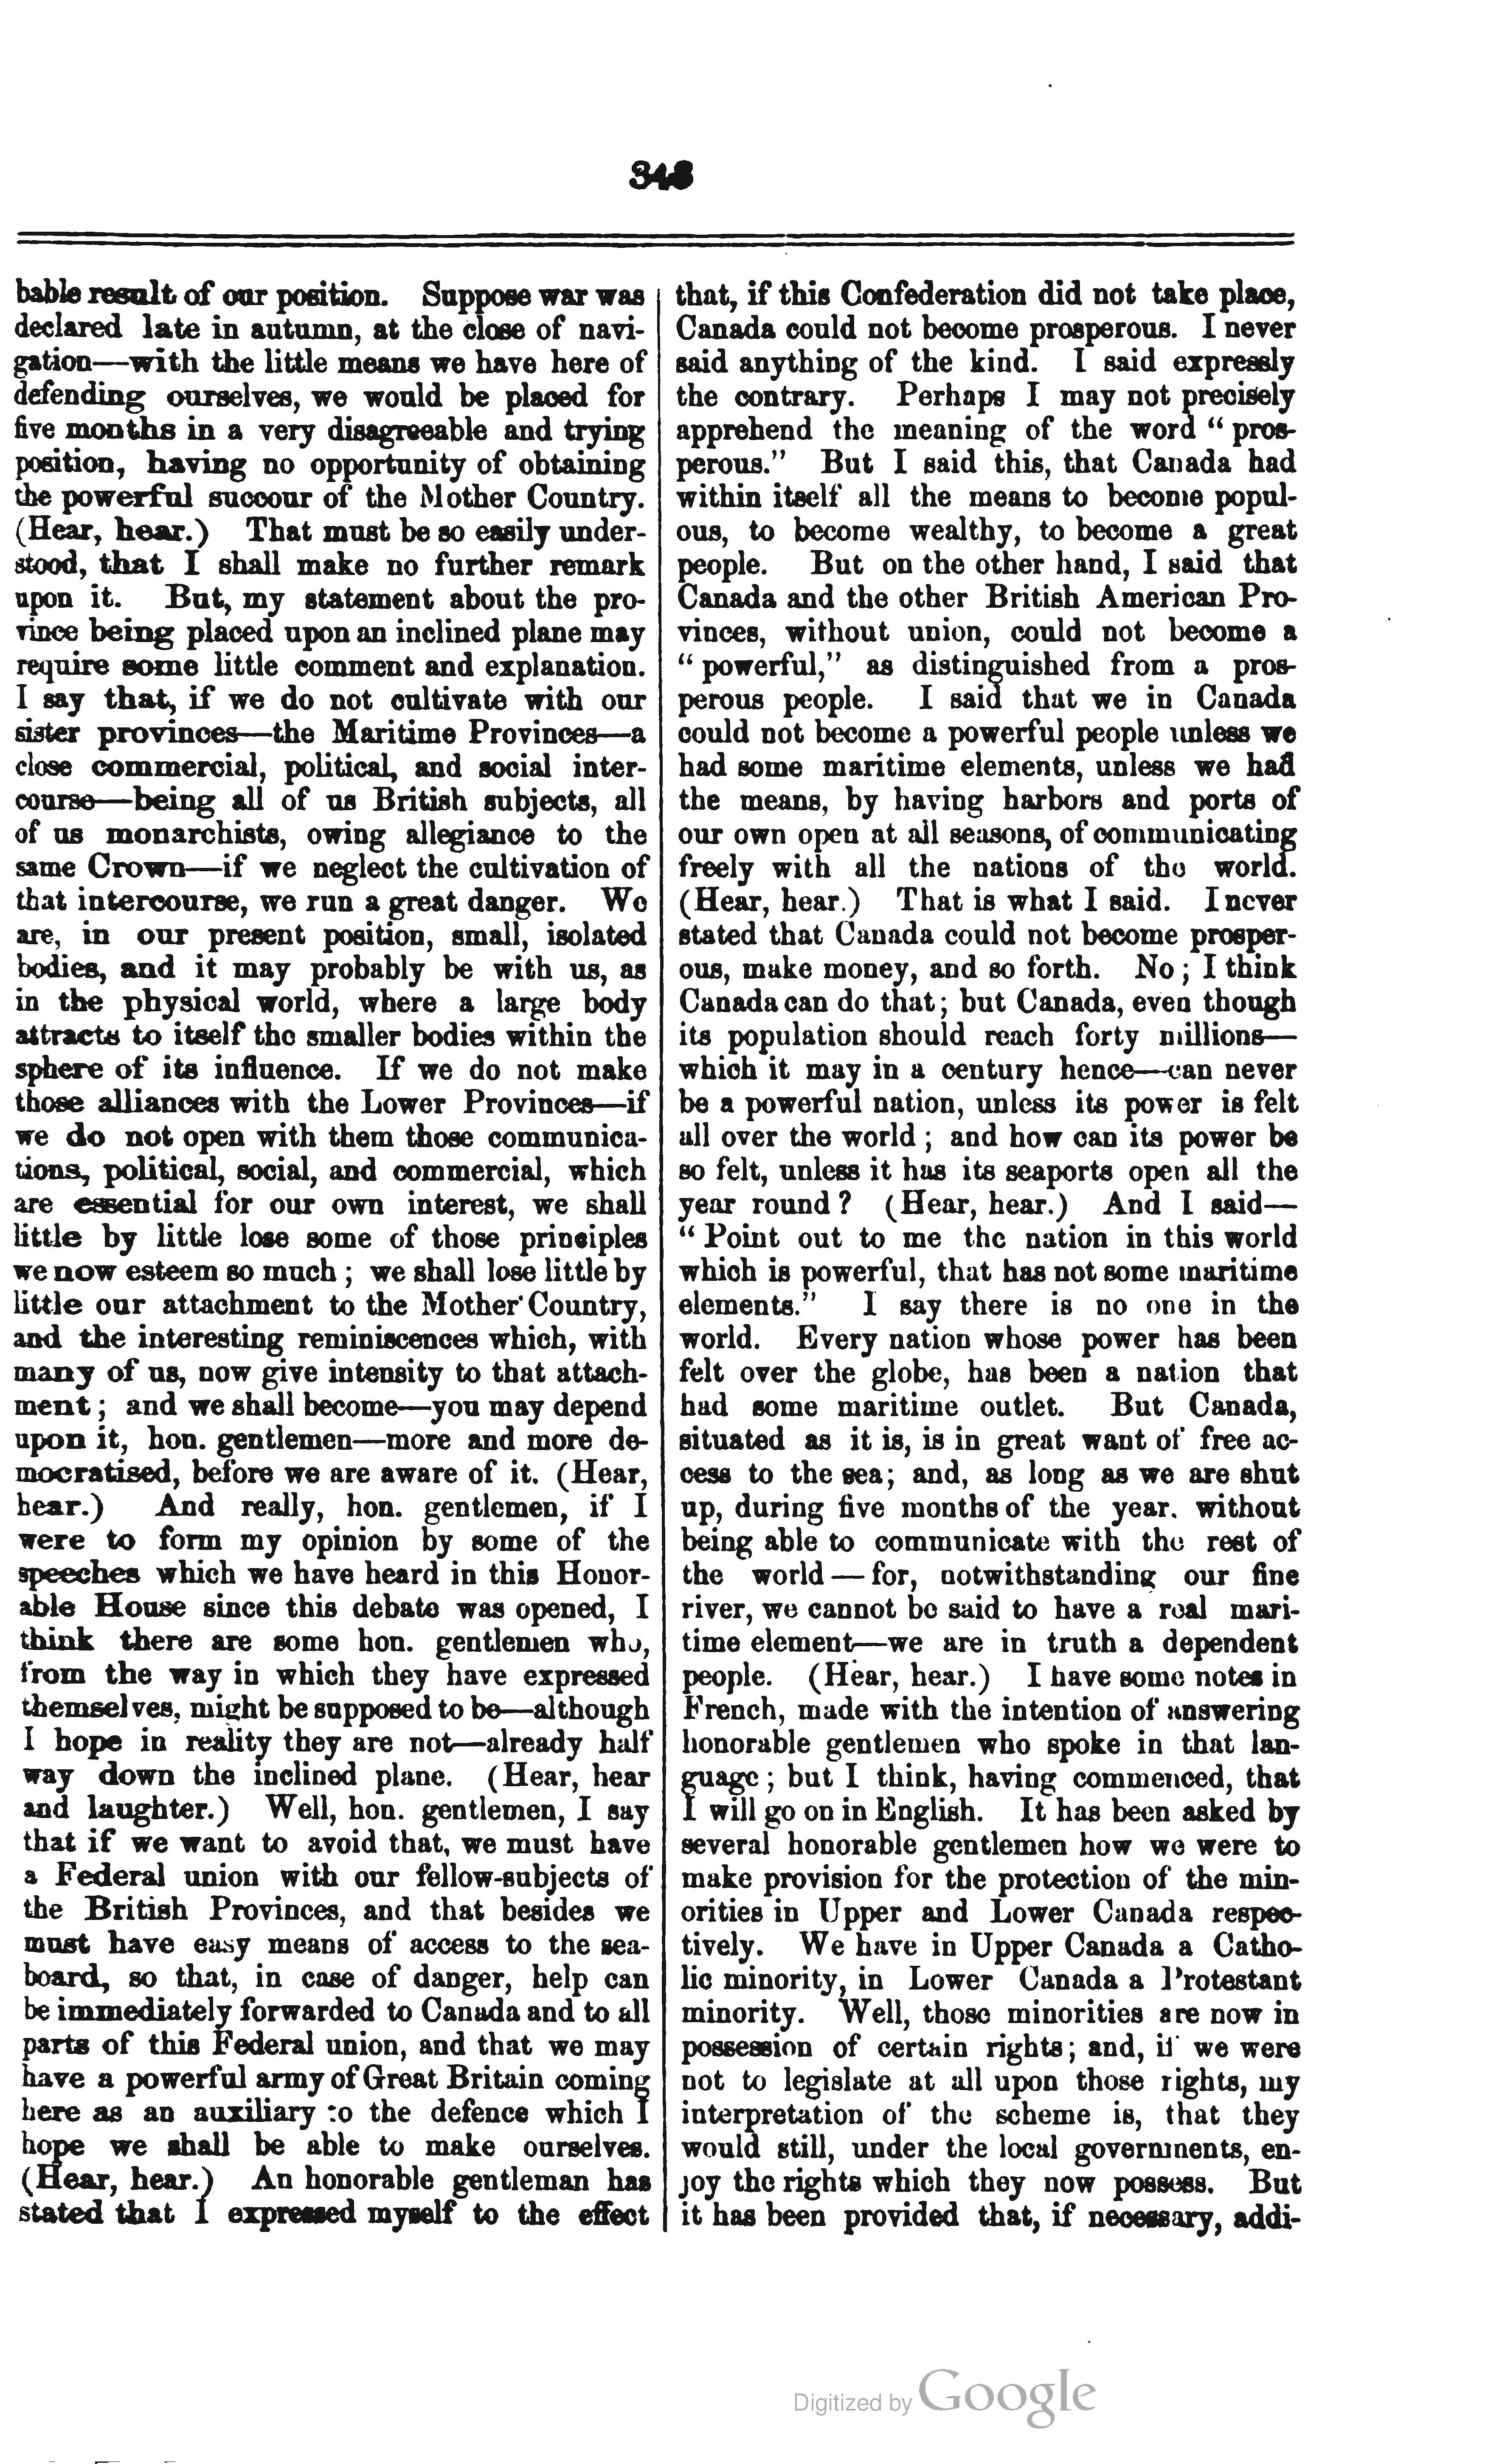 343
bable result of our position. Suppose war was
declared late in autumn, at the close of navi-
gation—with the little means we have here of
defending ourselves, we would be placed for
five months in a very disagreeable and trying
position, having no opportunity of obtaining
the powerful succour of the Mother Country.
(Hear, hear.) That must be so easily under-
stood, that I shall make no further remark
upon it. But, my statement about the pro-
vince being placed upon an inclined plane may
require some little comment and explanation.
I say that, if we do not cultivate with our
sister provinces—the Maritime Provinces—a
close commercial, political, and social inter-
course—being all of us British subjects, all
of us monarchists, owing allegiance to the
same Crown—if we neglect the cultivation of
that intercourse, we run a great danger. We
are, in our present position, small, isolated
bodies, and it may probably be with us, as
in the physical world, where a large body
attracts to itself the smaller bodies within the
sphere of its influence. If we do not make
those alliances with the Lower Provinces—if
we do not open with them those communica-
tions, political, social, and commercial, which
are essential for our own interest, we shall
little by little lose some of those principles
we now esteem so much ; we shall lose little by
little our attachment to the Mother Country,
and the interesting reminiscences which, with
many of us, now give intensity to that attach-
ment ; and we shall become—you may depend
upon it, hon. gentlemen—more and more de-
mocratised, before we are aware of it. (Hear,
hear.) And really, hon. gentlemen, if I
were to form my opinion by some of the
speeches which we have heard in this Honor-
able House since this debate was opened, I
think there are some hon. gentlemen who,
from the way in which they have expressed
themselves, might be supposed to be—although
I hope in reality they are not—already half
way down the inclined plane. (Hear, hear
and laughter.) Well, hon. gentlemen, I say
that if we want to avoid that, we must have
a Federal union with our fellow-subjects of
the British Provinces, and that besides we
must have easy means of access to the sea-
board, so that, in case of danger, help can
be immediately forwarded to Canada and to all
parts of this Federal union, and that we may
have a powerful army of Great Britain coming
here as an auxiliary to the defence which I
hope we shall be able to make ourselves.
(Hear, hear.) An honorable gentleman has
stated that I expressed myself to the effect
that, if this Confederation did not take place,
Canada could not become prosperous. I never
said anything of the kind. I said expressly
the contrary. Perhaps I may not precisely
apprehend the meaning of the word “ pros-
perous.” But I said this, that Canada had
within itself all the means to become popul-
ous, to become wealthy, to become a great
people. But on the other hand, I said that
Canada and the other British American Pro-
vinces, without union, could not become a
“ powerful,” as distinguished from a pros-
perous people. I said that we in Canada
could not become a powerful people unless we
had some maritime elements, unless we had
the means, by having harbors and ports of
our own open at all seasons, of communicating
freely with all the nations of the world.
(Hear, hear.) That is what I said. I never
stated that Canada could not become prosper-
ous, make money, and so forth. No ; I think
Canada can do that ; but Canada, even though
its population should reach forty millions—
which it may in a century hence—can never
be a powerful nation, unless its power is felt
all over the world ; and how can its power be
so felt, unless it has its seaports open all the
year round ? (Hear, hear.) And I said—
“ Point out to me the nation in this world
which is powerful, that has not some maritime
elements.” I say there is no one in the
world. Every nation whose power has been
felt over the globe, has been a nation that
had some maritime outlet. But Canada,
situated as it is, is in great want of free ac-
cess to the sea ; and, as long as we are shut
up, during five months of the year. without
being able to communicate with the rest of
the world — for, notwithstanding our fine
river, we cannot be said to have a real mari-
time element—we are in truth a dependent
people. (Hear, hear.) I have some notes in
French, made with the intention of answering
honorable gentlemen who spoke in that lan-
guage ; but I think, having commenced, that
I will go on in English. It has been asked by
several honorable gentlemen how we were to
make provision for the protection of the min-
orities in Upper and Lower Canada respec-
tively. We have in Upper Canada a Catho-
lic minority, in Lower Canada a Protestant
minority. Well, those minorities are now in
possession of certain rights ; and, if we were
not to legislate at all upon those rights, my
interpretation of the scheme is, that they
would still, under the local governments, en-
joy the rights which they now possess. But
it has been provided that, if necessary, addi-
Digitized by Google